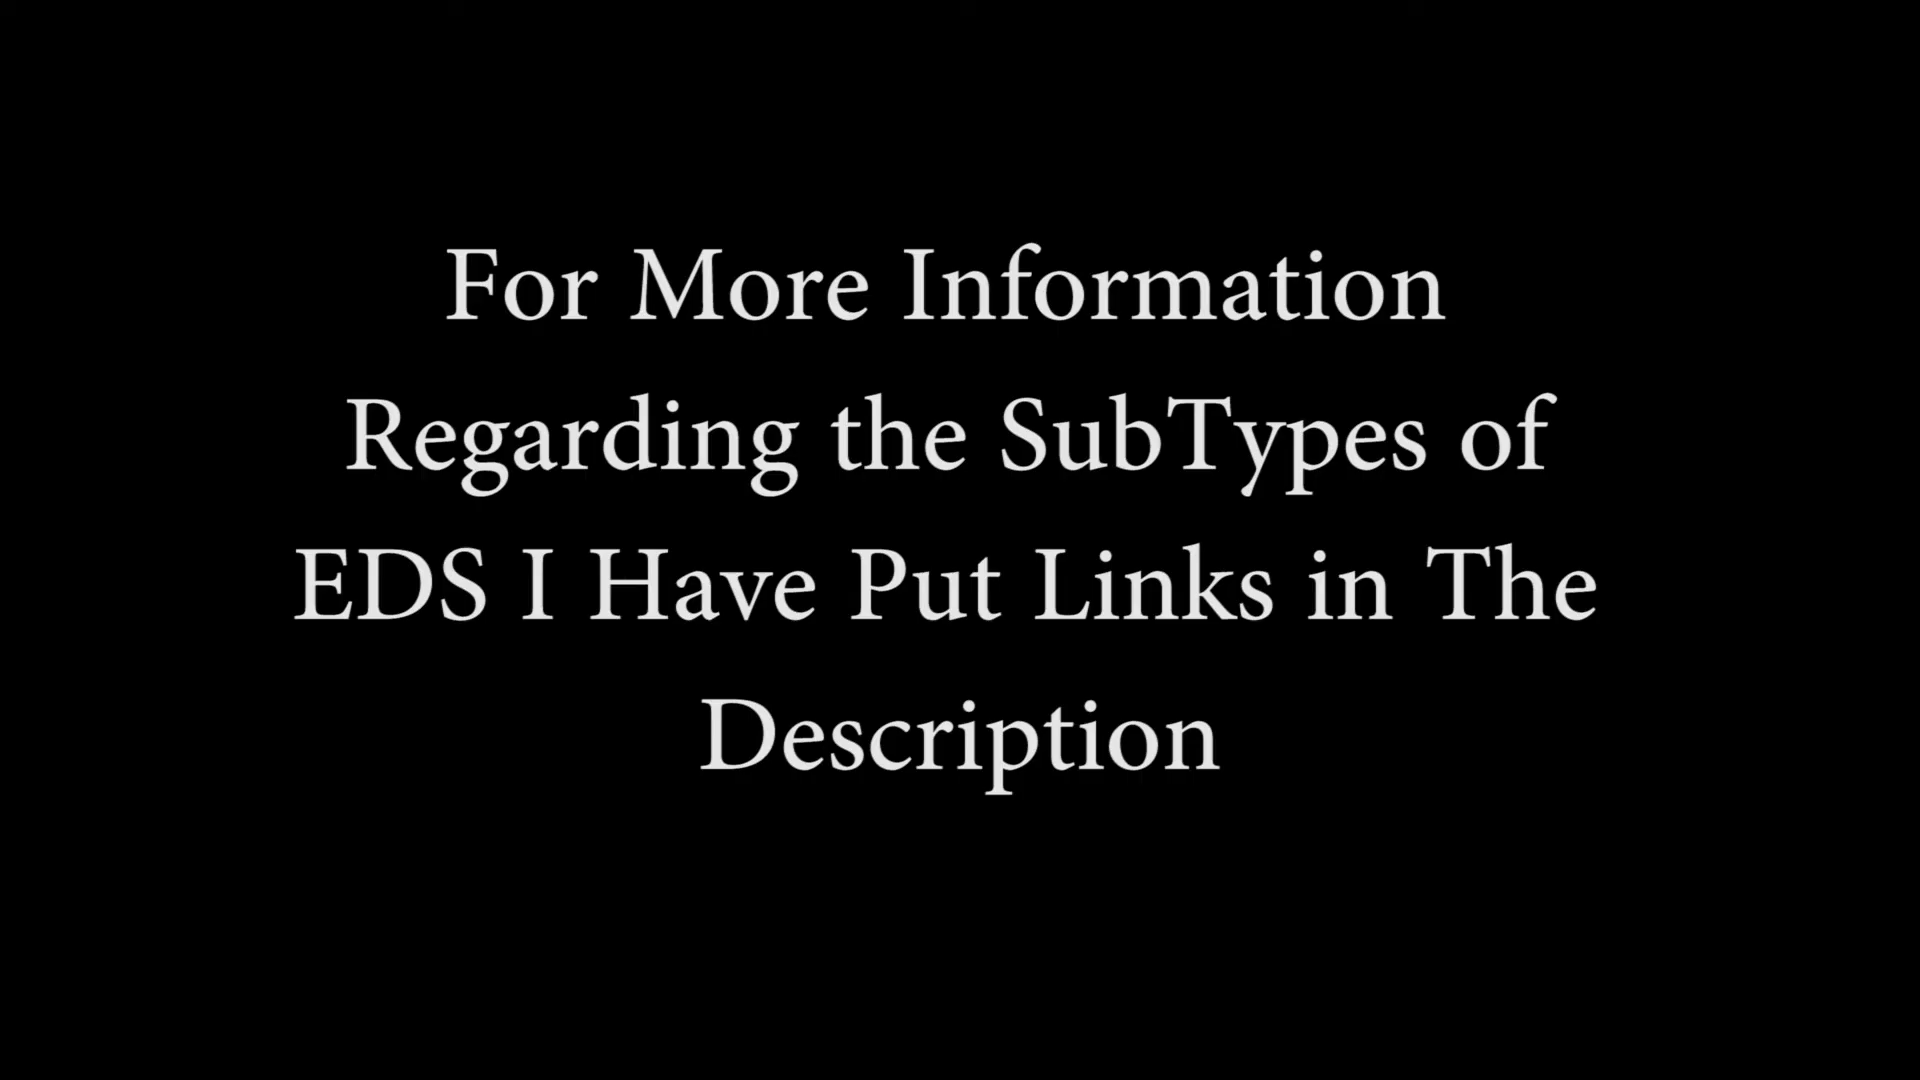 For More Information
Regarding the SubTypes of
EDS I Have Put Links in The
Description